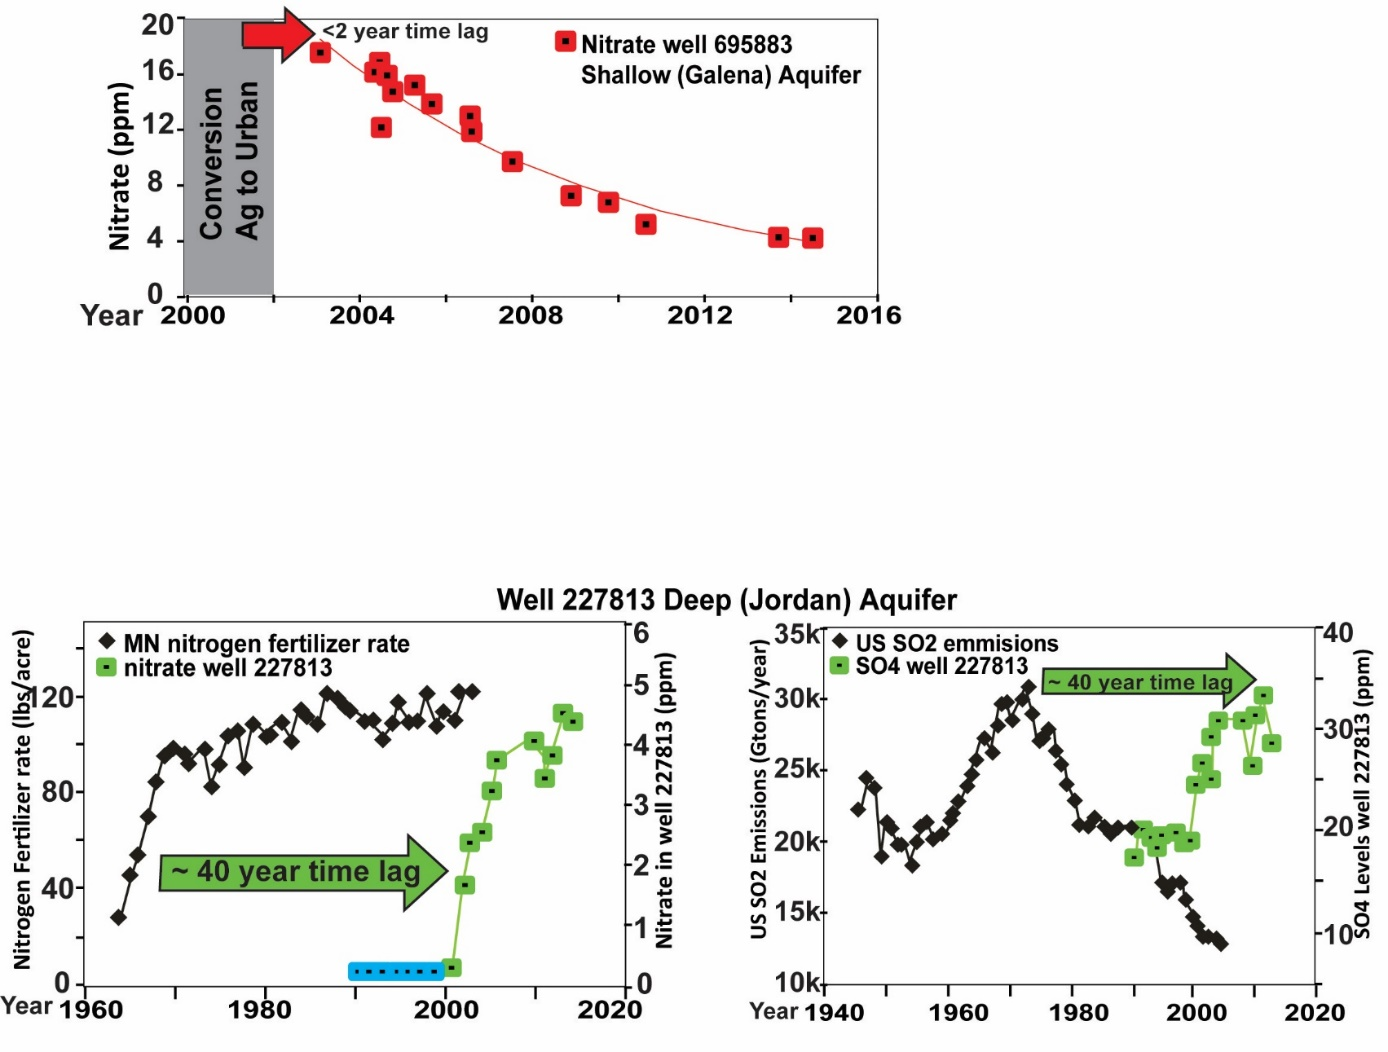 20
16
12
8
4
0
Nitrate (ppm)
Conversion
Ag to Urban
<2 year time lag
Nitrate well 695883
Shallow (Galena) Aquifer
Year 2000 2004 2008 2012 2016
Well 227813 Deep (Jordan) Aquifer
Nitrogen Fertilizer rate (lbs/acre)
120
80
40
0
MN nitrogen fertilizer rate
nitrate well 227813
~ 40 year time lag
6
5
4
3
2
1
0
Nitrate in well 227813 (ppm)
Year 1960 1980 2000 2020
US SO2 Emissions (Gtons/year)
35k
30k
25k
20k
15k
10k
US SO2 emmisions
SO4 well 227813
~ 40 year time lag
40
30
20
10
SO4 Levels well 227813 (ppm)
Year 1940 1960 1980 2000 2020